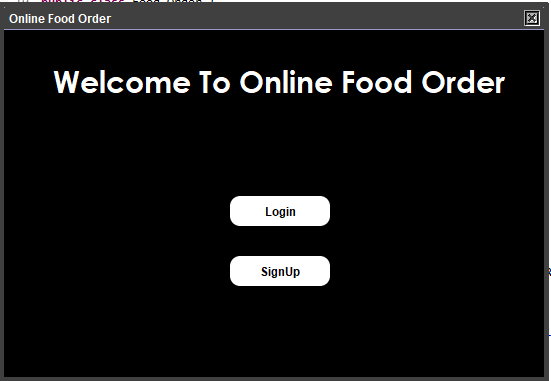 Online Food Order
Welcome To Online Food Order
Login
SignUp